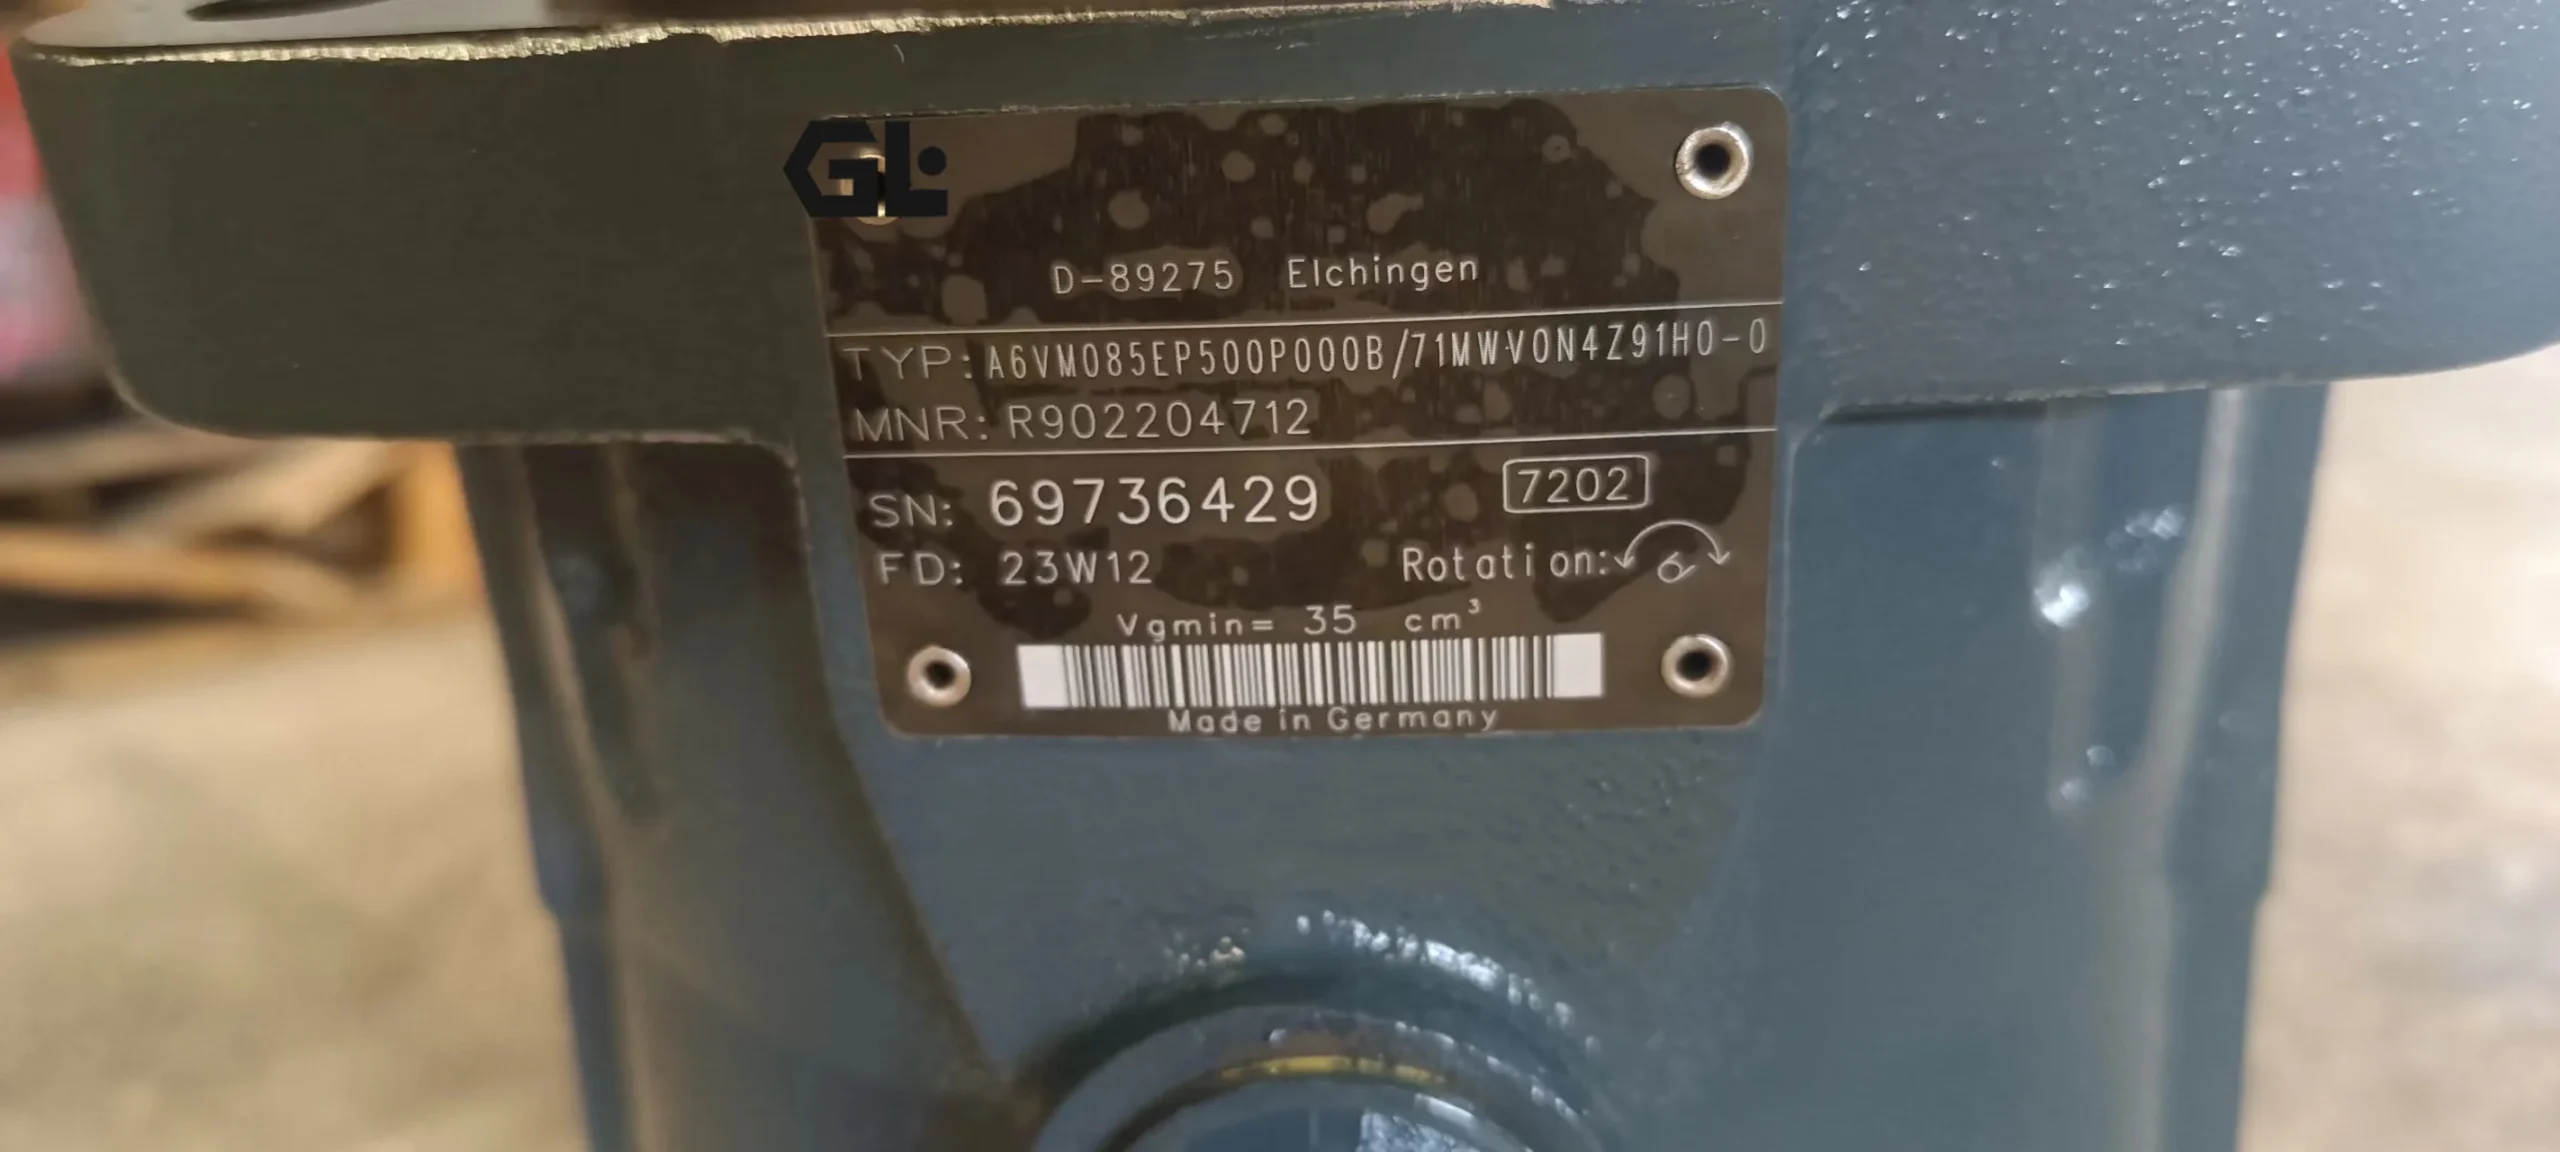 GL
D-89275 Elchingen
TYP: A6VM085EP500P000B/71MWV0N4Z91H0-0
MNR: R902204712
SN: 69736429 7202
FD: 23W12 Rotation:
Vgmin= 35 cm³
Made in Germany